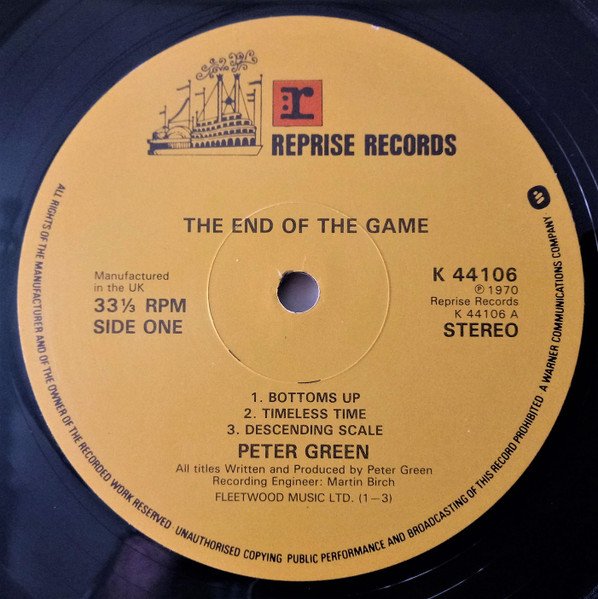 r
REPRISE RECORDS
THE END OF THE GAME
Manufactured
in the UK
33⅓ RPM
SIDE ONE
K 44106
℗ 1970
Reprise Records
K 44106 A
STEREO
1. BOTTOMS UP
2. TIMELESS TIME
3. DESCENDING SCALE
PETER GREEN
All titles Written and Produced by Peter Green
Recording Engineer: Martin Birch
FLEETWOOD MUSIC LTD. (1–3)
ALL RIGHTS OF THE MANUFACTURER AND OF THE OWNER OF THE RECORDED WORK RESERVED UNAUTHORISED COPYING PUBLIC PERFORMANCE AND BROADCASTING OF THIS RECORD PROHIBITED A WARNER COMMUNICATIONS COMPANY